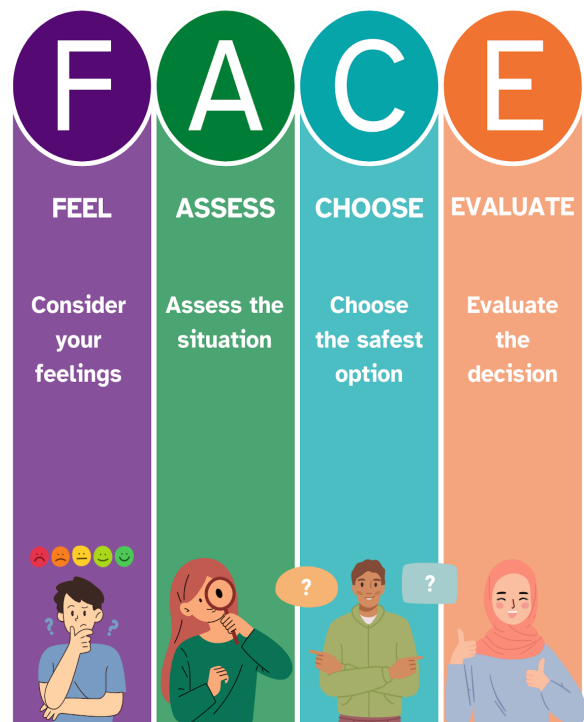 F
FEEL
Consider
your
feelings
? ?
A
ASSESS
Assess the
situation
C
CHOOSE
Choose
the safest
option
? ?
E
EVALUATE
Evaluate
the
decision